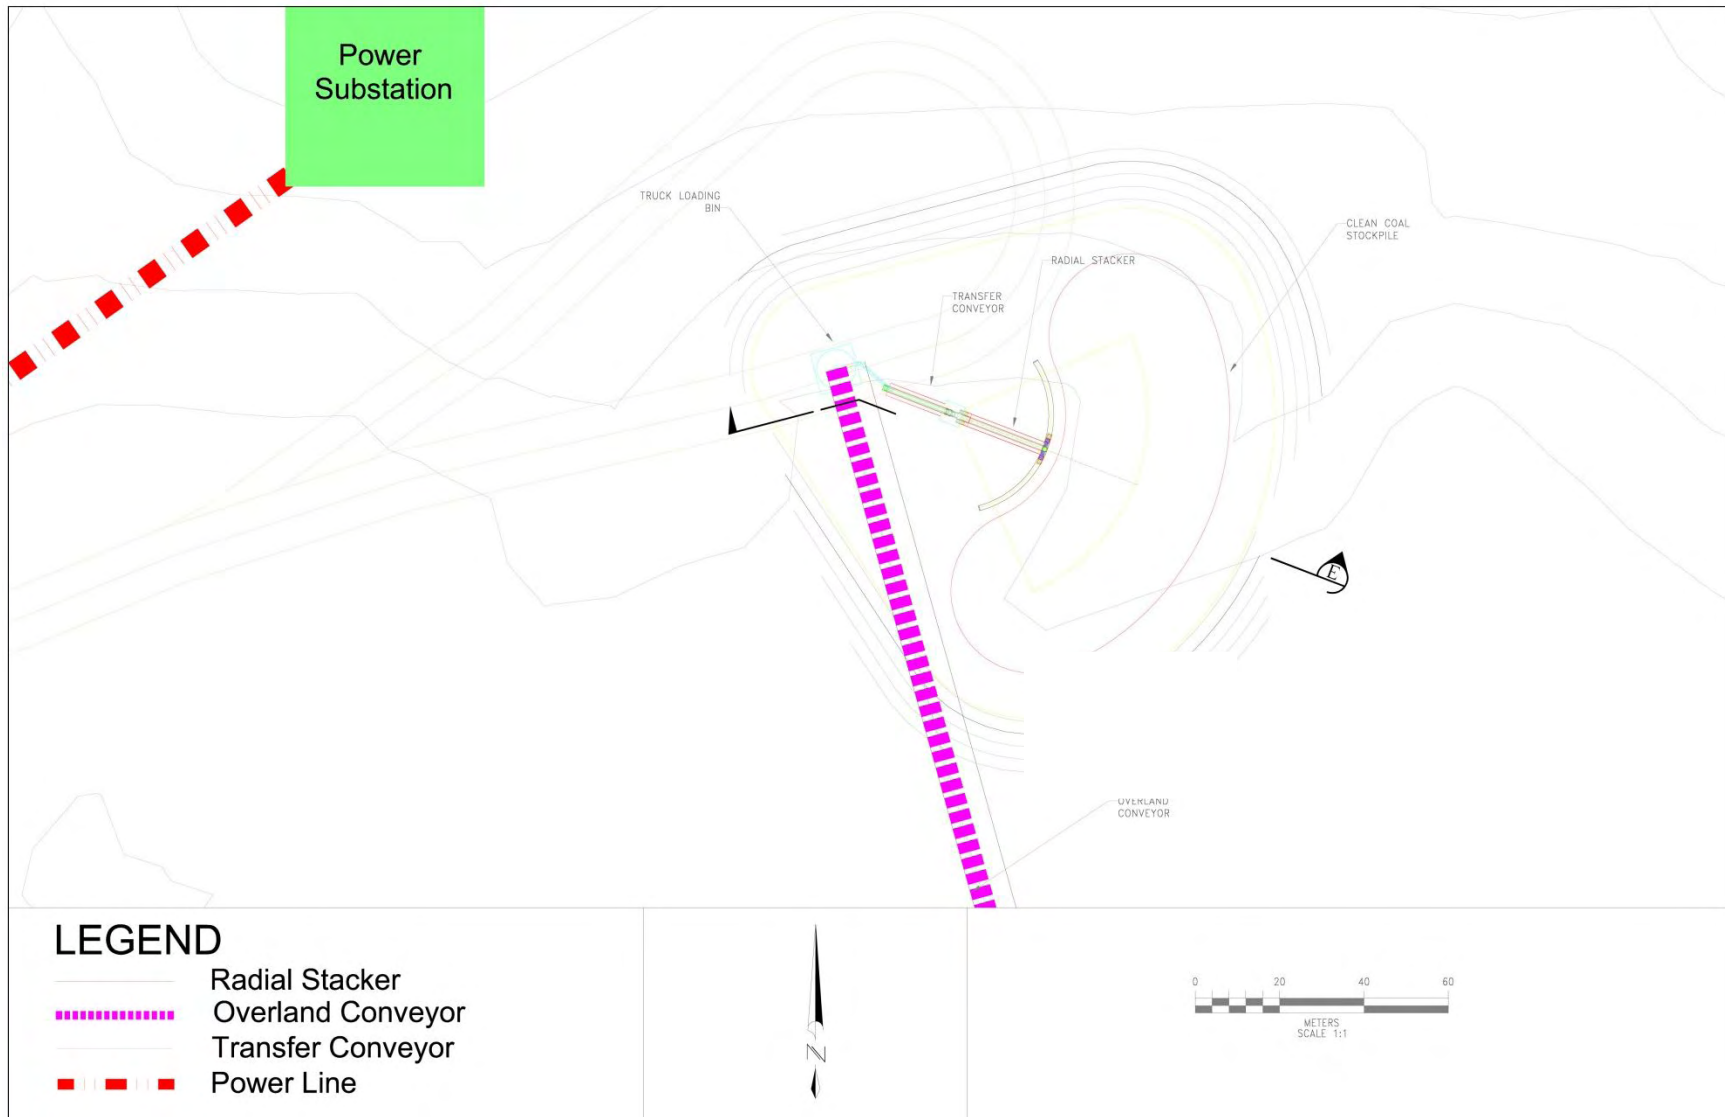 Power
Substation
TRUCK LOADING
BIN
CLEAN COAL
STOCKPILE
RADIAL STACKER
TRANSFER
CONVEYOR
E
OVERLAND
CONVEYOR
LEGEND
Radial Stacker
Overland Conveyor
Transfer Conveyor
Power Line
N
0 20 40 60
METERS
SCALE 1:1